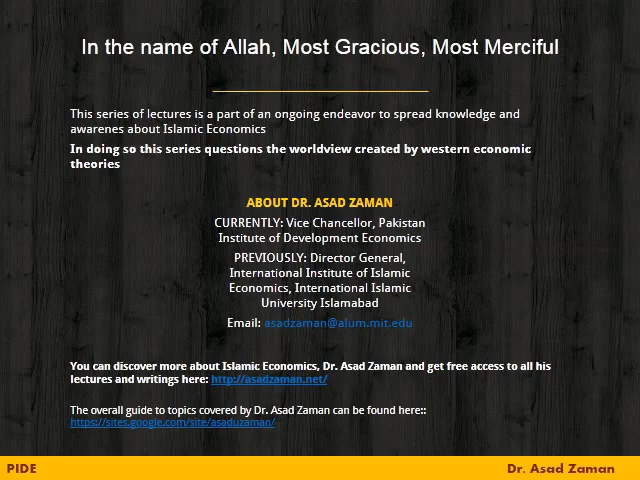 In the name of Allah, Most Gracious, Most Merciful
This series of lectures is a part of an ongoing endeavor to spread knowledge and
awarenes about Islamic Economics
In doing so this series questions the worldview created by western economic
theories
ABOUT DR. ASAD ZAMAN
CURRENTLY: Vice Chancellor, Pakistan
Institute of Development Economics
PREVIOUSLY: Director General,
International Institute of Islamic
Economics, International Islamic
University Islamabad
Email: asadzaman@alum.mit.edu
You can discover more about Islamic Economics, Dr. Asad Zaman and get free access to all his
lectures and writings here: http://asadzaman.net/
The overall guide to topics covered by Dr. Asad Zaman can be found here::
https://sites.google.com/site/asaduzaman/
PIDE
Dr. Asad Zaman